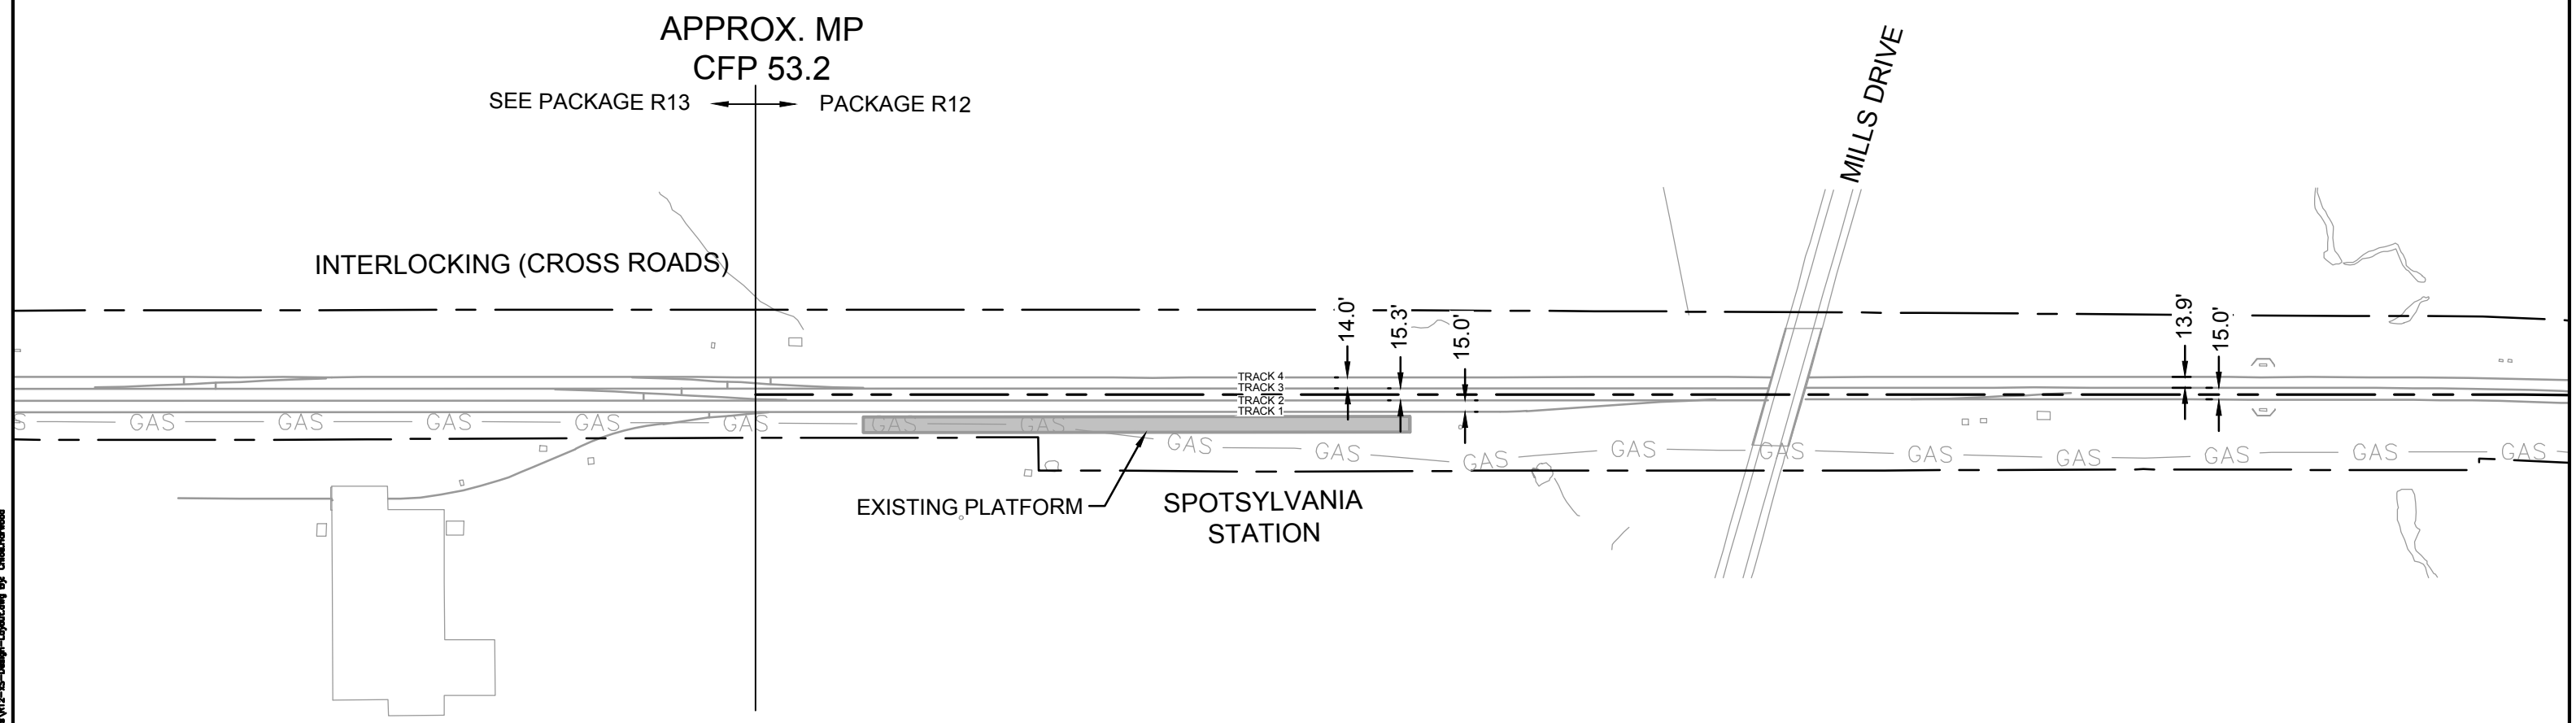 APPROX. MP
CFP 53.2
SEE PACKAGE R13
PACKAGE R12
MILLS DRIVE
INTERLOCKING (CROSS ROADS)
14.0'
15.3'
15.0'
13.9'
15.0'
TRACK 4
TRACK 3
TRACK 2
TRACK 1
GAS GAS GAS GAS GAS GAS GAS GAS GAS GAS GAS GAS GAS GAS GAS GAS GAS
EXISTING PLATFORM
SPOTSYLVANIA
STATION